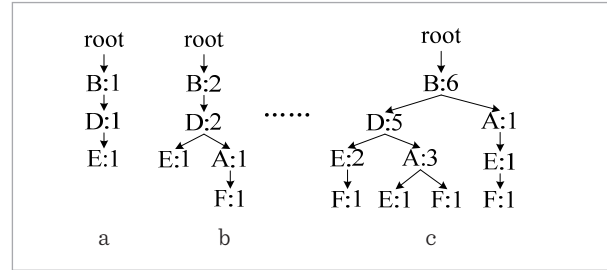 root root root
B:1 B:2 B:6
D:1 D:2 ...... D:5 A:1
E:1 E:1 A:1 E:2 A:3 E:1
F:1 F:1 E:1 F:1 F:1
a b c